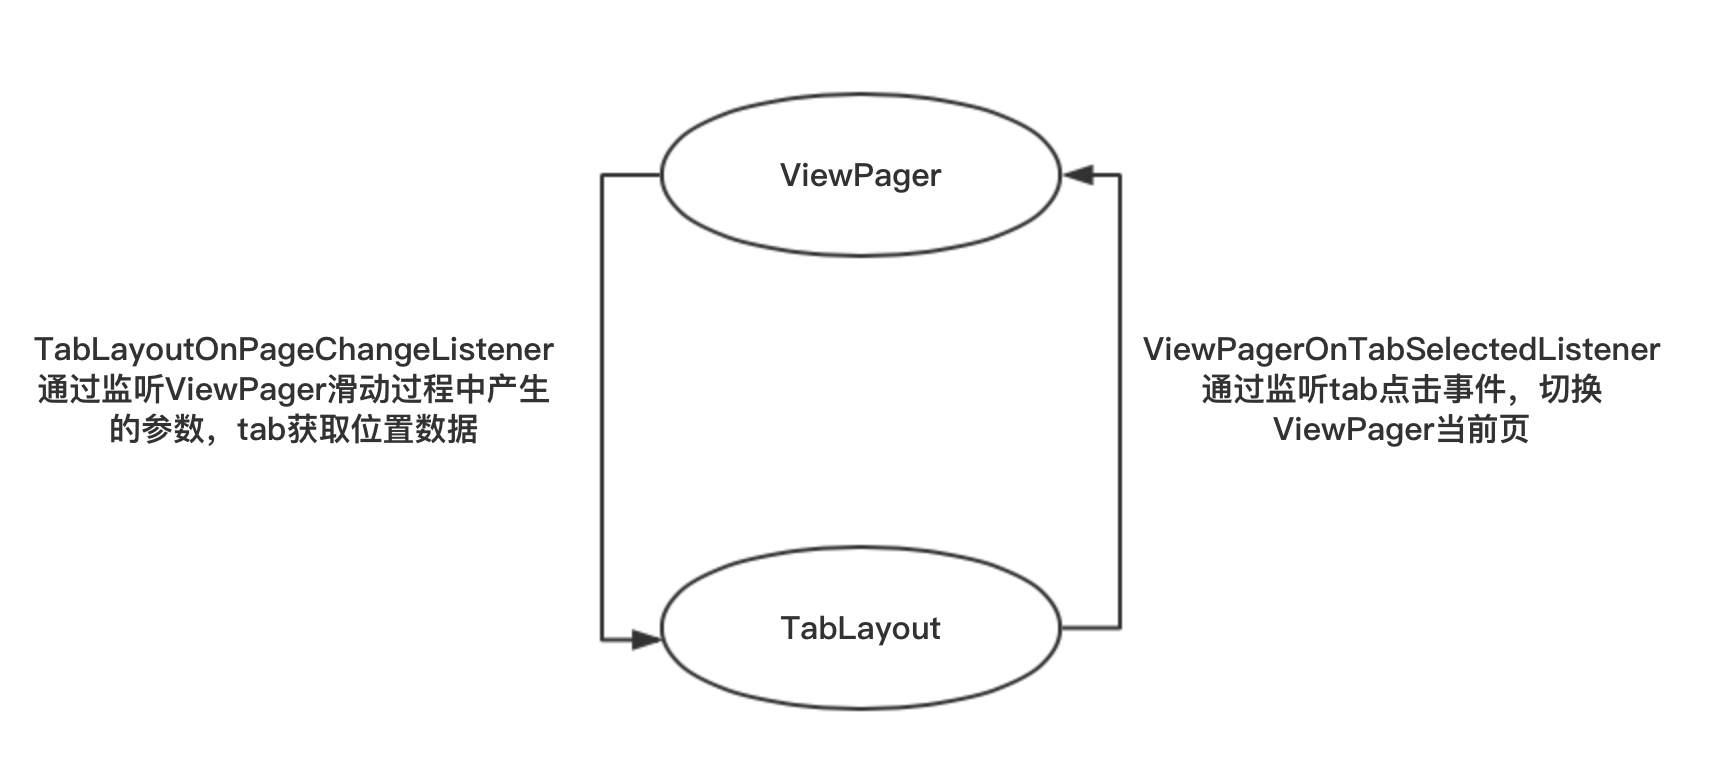 ViewPager
TabLayoutOnPageChangeListener
通过监听ViewPager滑动过程中产生
的参数，tab获取位置数据
ViewPagerOnTabSelectedListener
通过监听tab点击事件，切换
ViewPager当前页
TabLayout